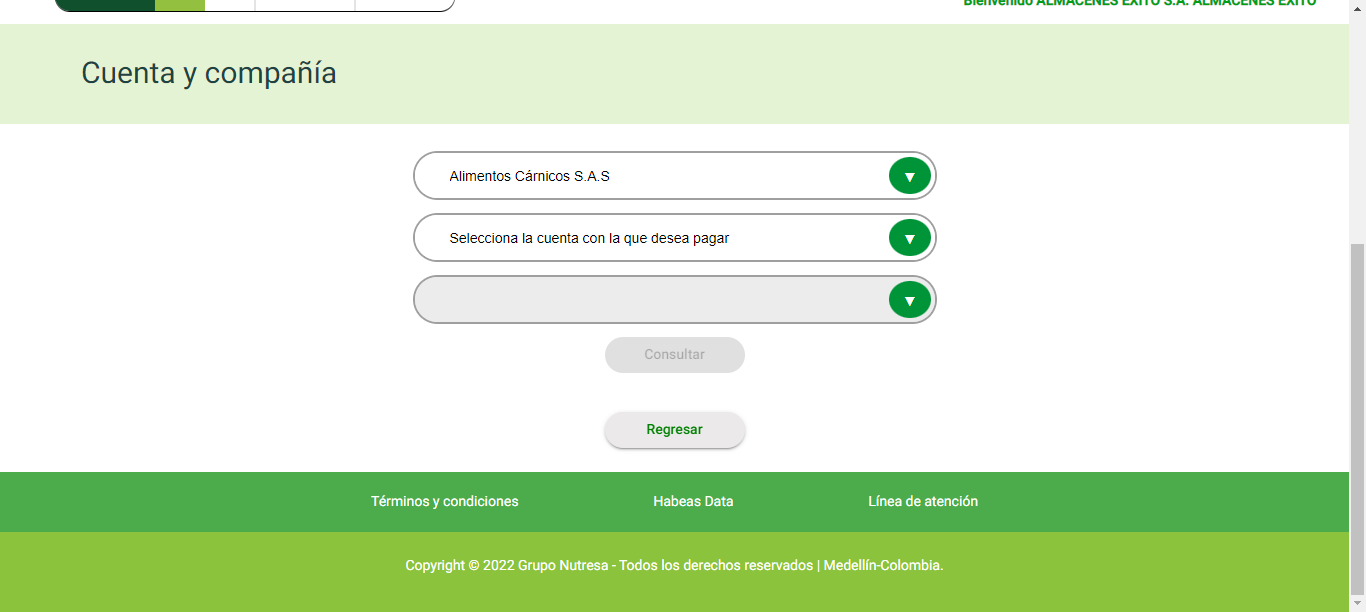 Bienvenido ALMACENES EXITO S.A. ALMACENES EXITO
Cuenta y compañía
Alimentos Cárnicos S.A.S
Selecciona la cuenta con la que desea pagar
Consultar
Regresar
Términos y condiciones
Habeas Data
Línea de atención
Copyright © 2022 Grupo Nutresa - Todos los derechos reservados | Medellín-Colombia.